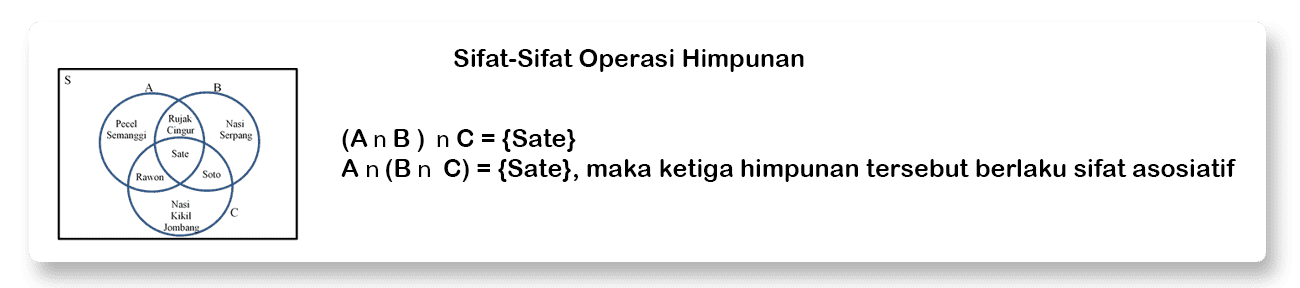 Sifat-Sifat Operasi Himpunan
S
A
B
Pecel
Semanggi
Rujak
Cingur
Nasi
Serpang
Sate
Rawon
Soto
Nasi
Kikil
Jombang
C
(A n B ) n C = {Sate}
A n (B n C) = {Sate}, maka ketiga himpunan tersebut berlaku sifat asosiatif